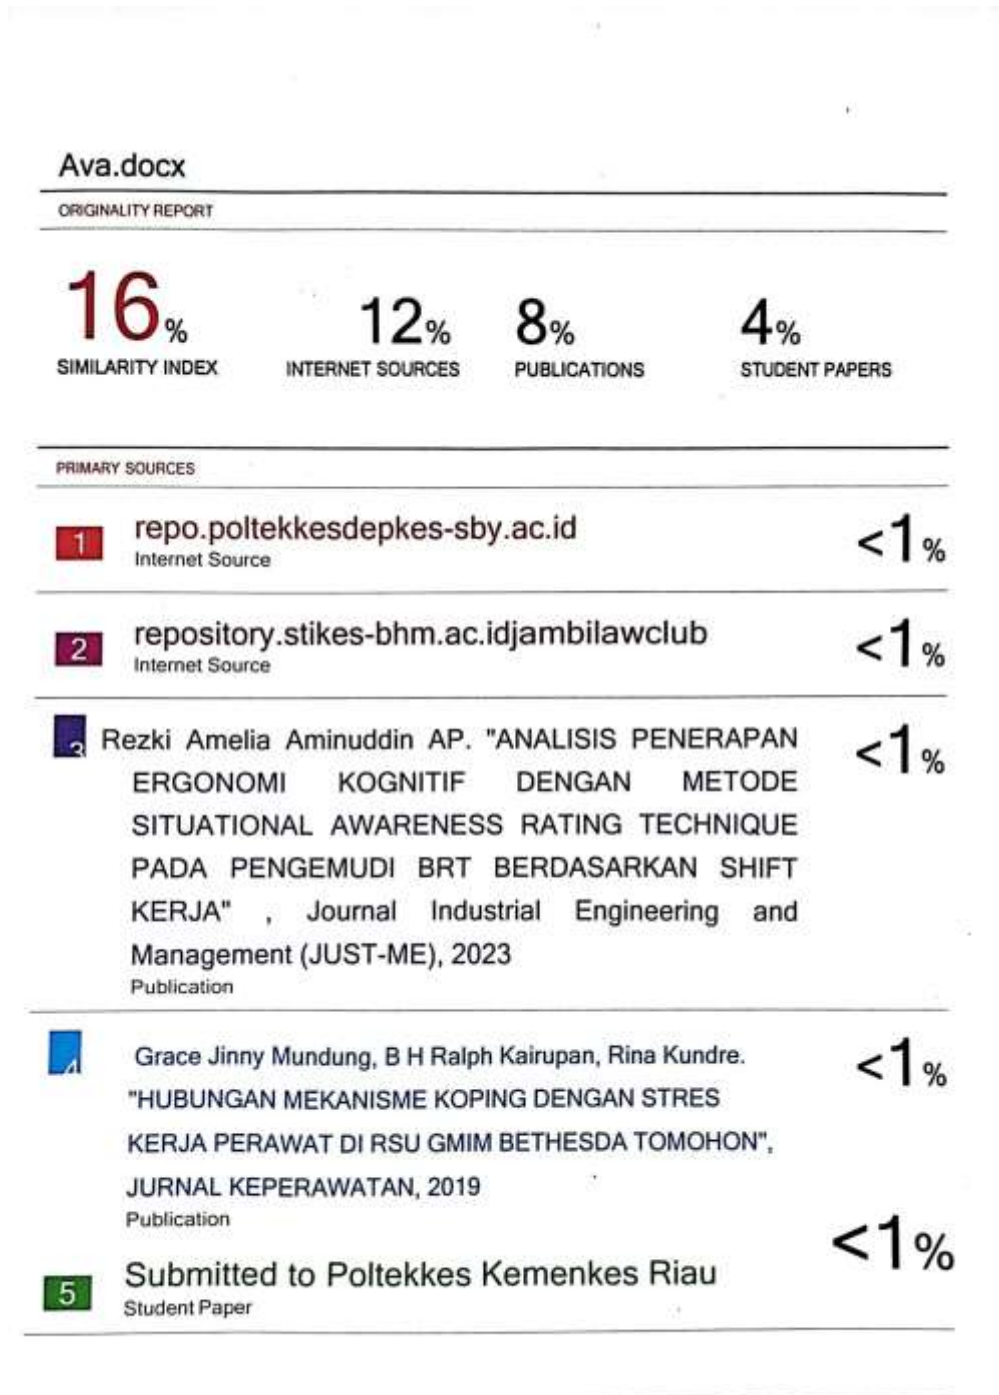 Ava.docx
ORIGINALITY REPORT
16%
SIMILARITY INDEX
12%
INTERNET SOURCES
8%
PUBLICATIONS
4%
STUDENT PAPERS
PRIMARY SOURCES
1 repo.poltekkesdepkes-sby.ac.id <1%
Internet Source
2 repository.stikes-bhm.ac.idjambilawclub <1%
Internet Source
3 Rezki Amelia Aminuddin AP. "ANALISIS PENERAPAN <1%
ERGONOMI KOGNITIF DENGAN METODE
SITUATIONAL AWARENESS RATING TECHNIQUE
PADA PENGEMUDI BRT BERDASARKAN SHIFT
KERJA" , Journal Industrial Engineering and
Management (JUST-ME), 2023
Publication
4 Grace Jinny Mundung, B H Ralph Kairupan, Rina Kundre. <1%
"HUBUNGAN MEKANISME KOPING DENGAN STRES
KERJA PERAWAT DI RSU GMIM BETHESDA TOMOHON",
JURNAL KEPERAWATAN, 2019
Publication
5 Submitted to Poltekkes Kemenkes Riau <1%
Student Paper